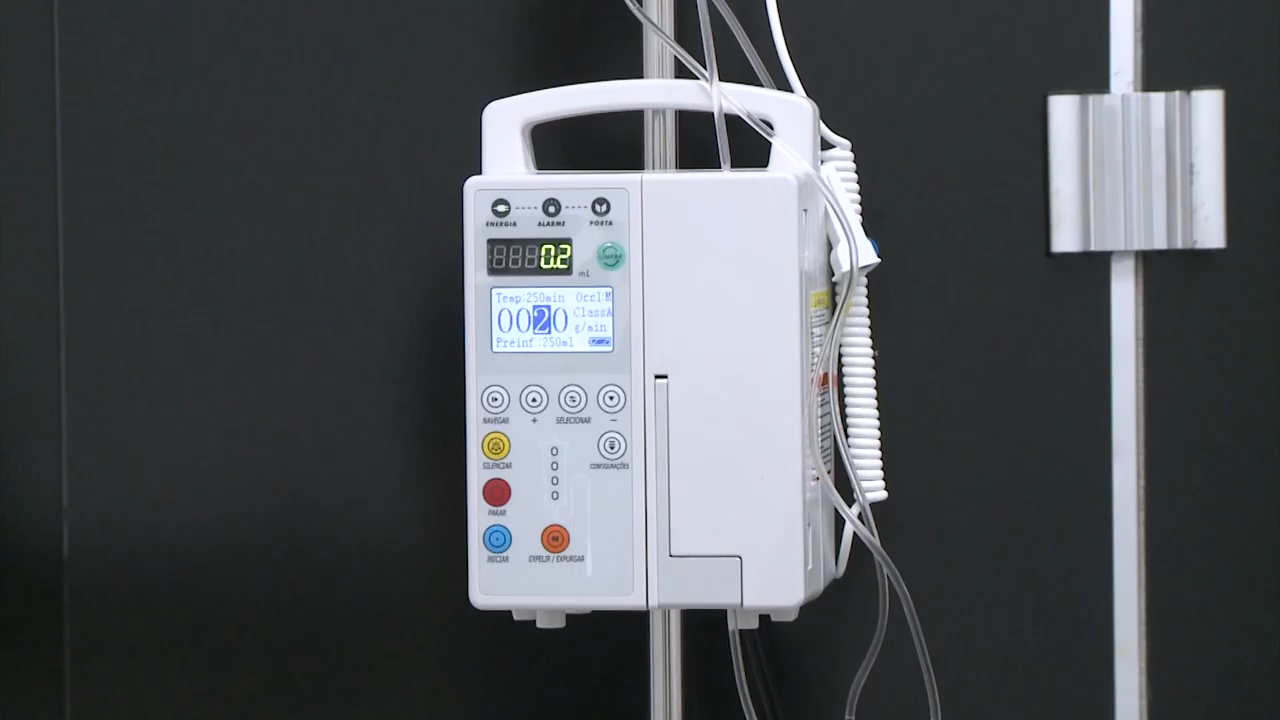 ENERGIA ALARME PORTA
0.2
mL
LIMPAR
Temp:250min Occl:M
0020 ClassA
g/min
Prèinf.:250ml
NAVEGAR + SELECIONAR −
SILENCIAR CONFIGURAÇÕES
PARAR
INICIAR EXPELIR / EXPURGAR